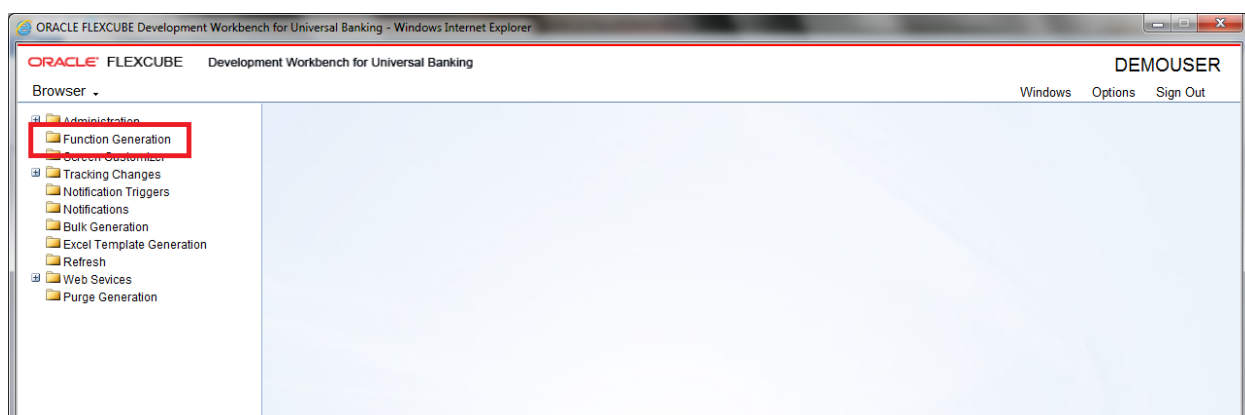 ORACLE FLEXCUBE Development Workbench for Universal Banking - Windows Internet Explorer
ORACLE FLEXCUBE Development Workbench for Universal Banking DEMOUSER
Browser Windows Options Sign Out
Administration
Function Generation
Screen Customizer
Tracking Changes
Notification Triggers
Notifications
Bulk Generation
Excel Template Generation
Refresh
Web Sevices
Purge Generation